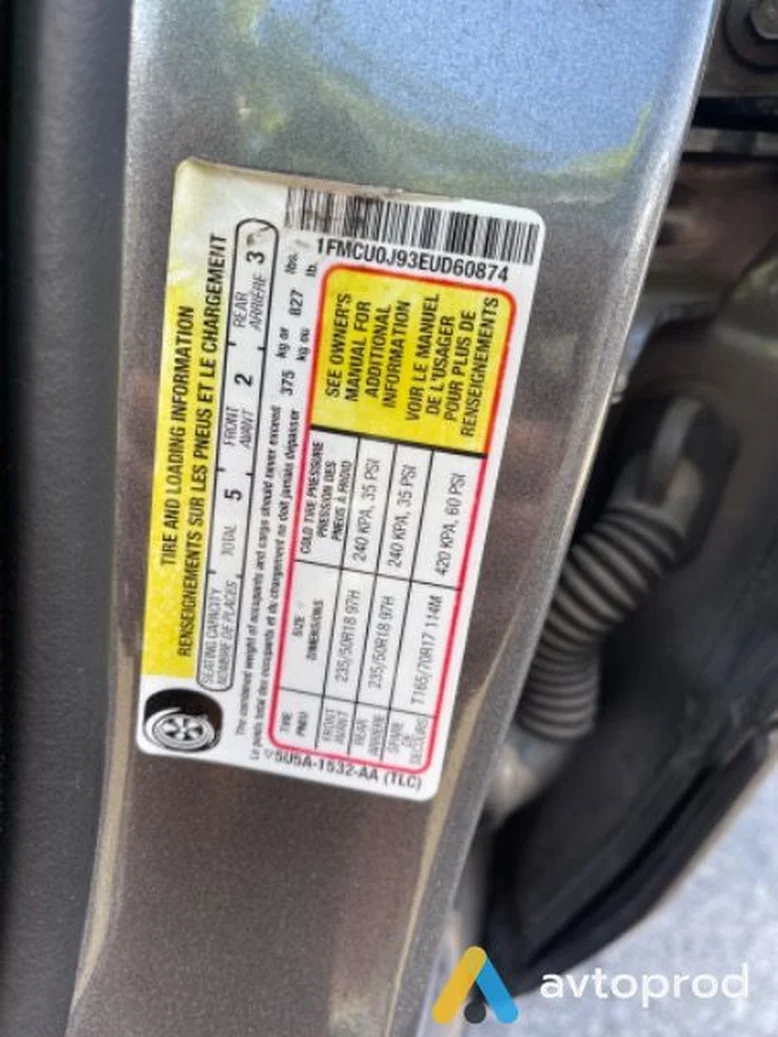 1FMCU0J93EUD60874
TIRE AND LOADING INFORMATION
RENSEIGNEMENTS SUR LES PNEUS ET LE CHARGEMENT
SEATING CAPACITY TOTAL 5 FRONT 2 REAR 3
NOMBRE DE PLACES AVANT ARRIÈRE
The combined weight of occupants and cargo should never exceed 375 kg or 827 lbs.
Le poids total des occupants et du chargement ne doit jamais dépasser kg ou lb.
TIRE SIZE COLD TIRE PRESSURE
PNEU DIMENSIONS PRESSION DES
PNEUS À FROID
FRONT
AVANT 235/50R18 97H 240 KPA, 35 PSI
REAR
ARRIÈRE 235/50R18 97H 240 KPA, 35 PSI
SPARE
DE
SECOURS T165/70R17 114M 420 KPA, 60 PSI
SEE OWNER'S
MANUAL FOR
ADDITIONAL
INFORMATION
VOIR LE MANUEL
DE L'USAGER
POUR PLUS DE
RENSEIGNEMENTS
5U5A-1532-AA (TLC)
avtoprod